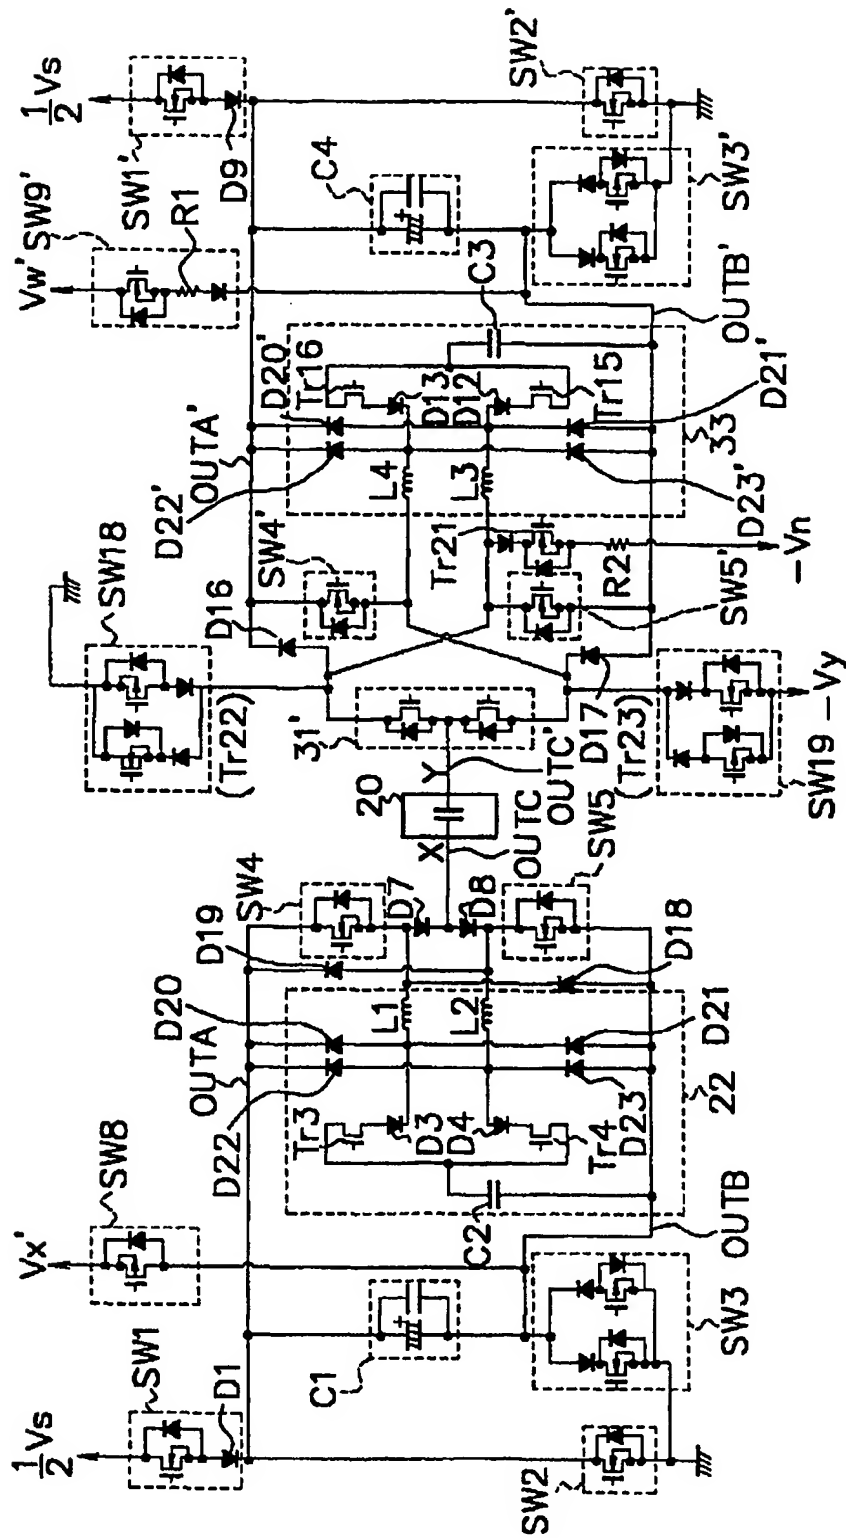 1/2 Vs
SW1
D1
Vx'
SW8
OUTA
D22
D20
D19
SW4
C1
Tr3
D3
D4
Tr4
L1
L2
D7
D8
X
OUTC
20
Y
OUTC'
C2
D23
D21
D18
SW5
22
OUTB
SW3
SW2
SW18
(Tr22)
D16
31'
SW4'
D22'
OUTA'
D20'
Tr16
D13
D12
Tr15
L4
L3
Tr21
R2
D17
(Tr23)
SW19
-Vy
SW5'
-Vn
D23'
33
D21'
C3
C4
OUTB'
Vw'
SW9'
R1
SW1'
D9
1/2 Vs
SW3'
SW2'